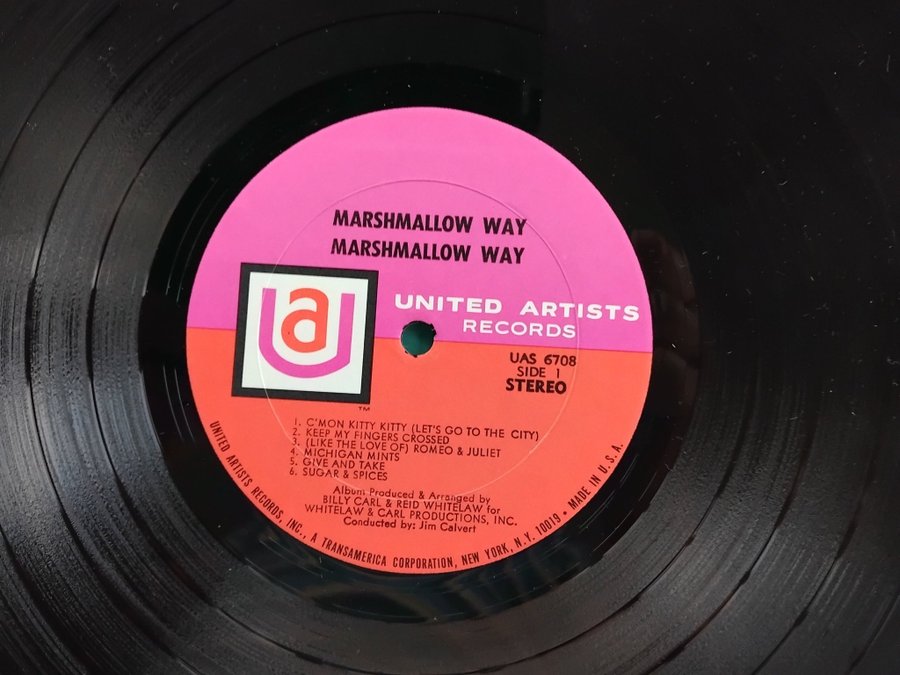 MARSHMALLOW WAY
MARSHMALLOW WAY
ua
UNITED ARTISTS
RECORDS
UAS 6708
SIDE 1
STEREO
TM
1. C'MON KITTY KITTY (LET'S GO TO THE CITY)
2. KEEP MY FINGERS CROSSED
3. (LIKE THE LOVE OF) ROMEO & JULIET
4. MICHIGAN MINTS
5. GIVE AND TAKE
6. SUGAR & SPICES
Album Produced & Arranged by
BILLY CARL & REID WHITELAW for
WHITELAW & CARL PRODUCTIONS, INC.
Conducted by: Jim Calvert
UNITED ARTISTS RECORDS, INC., A TRANSAMERICA CORPORATION, NEW YORK, N.Y. 10019 • MADE IN U.S.A.